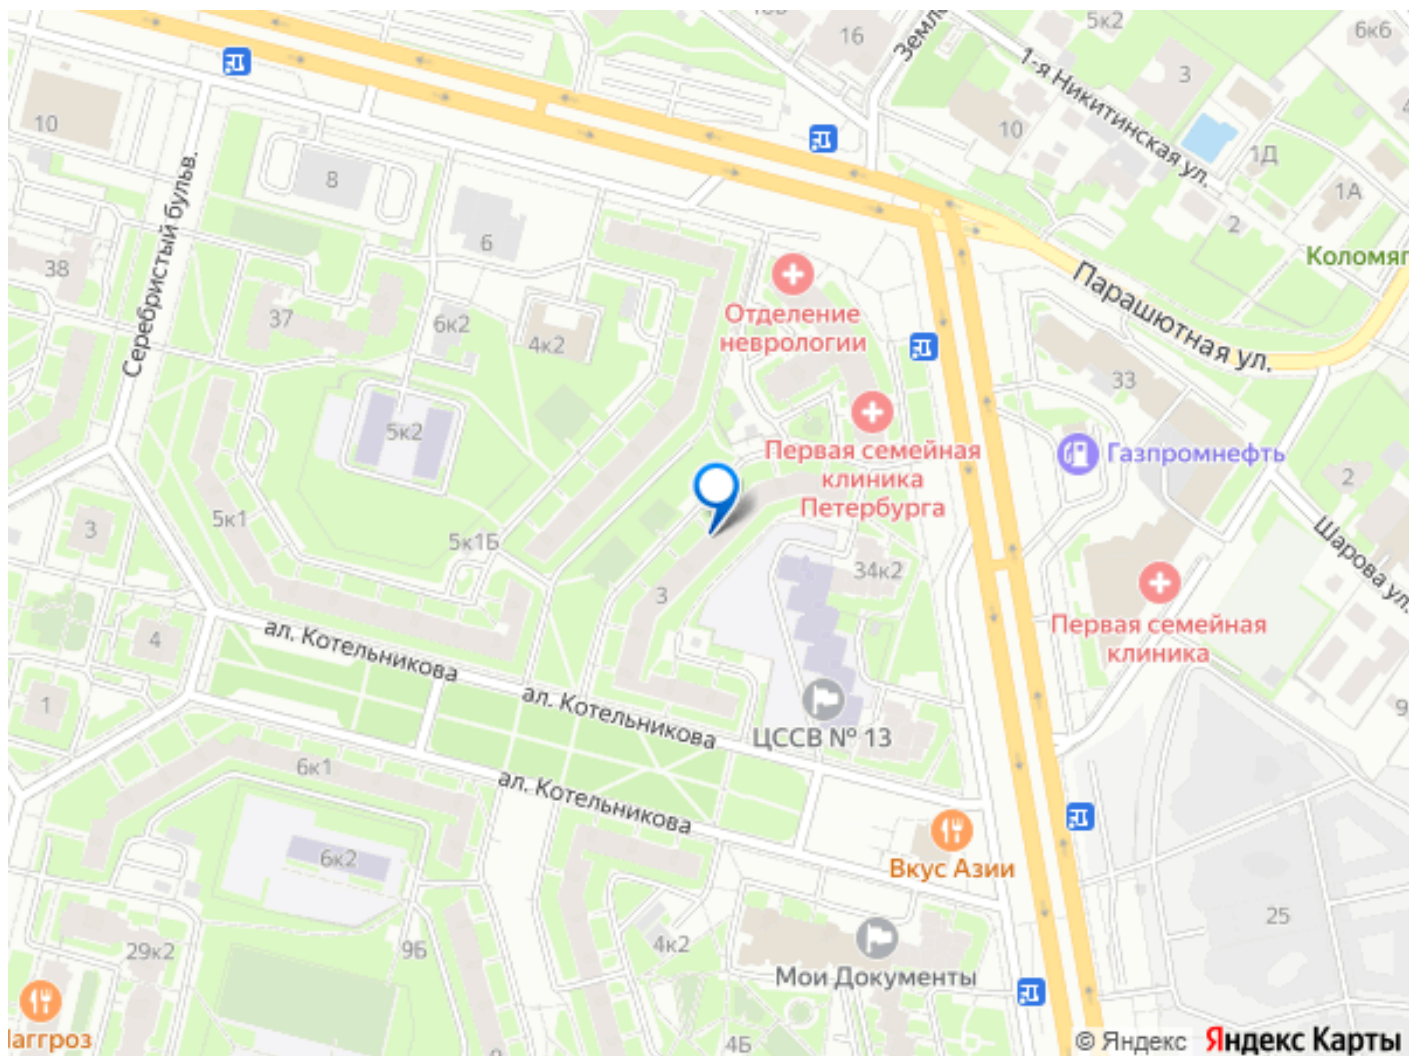 16
5к2
6к6
3
1-я Никитинская ул.
10
10
1Д
1А
2
8
6
Серебристый бульв.
38
37
6к2
4к2
Отделение
неврологии
Коломяг
Парашютная ул.
33
5к2
Первая семейная
клиника
Петербурга
Газпромнефть
2
Шарова ул.
5к1
5к1Б
3
34к2
3
4
1
ал. Котельникова
ал. Котельникова
Первая семейная
клиника
ЦССВ № 13
9
6к1
ал. Котельникова
6к2
Вкус Азии
25
29к2
9Б
4к2
Мои Документы
4Б
© Яндекс Яндекс Карты